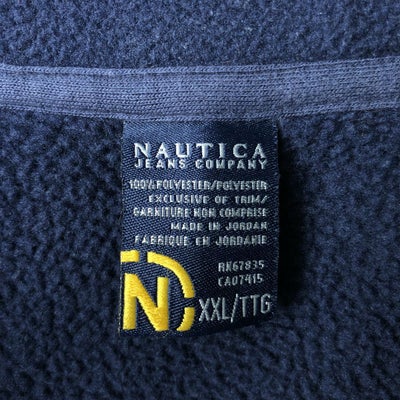 NAUTICA
JEANS COMPANY
100%POLYESTER/POLYESTER
EXCLUSIVE OF TRIM/
GARNITURE NON COMPRISE
MADE IN JORDAN
FABRIQUE EN JORDANIE
RN67835
CA07415
N XXL/TTG